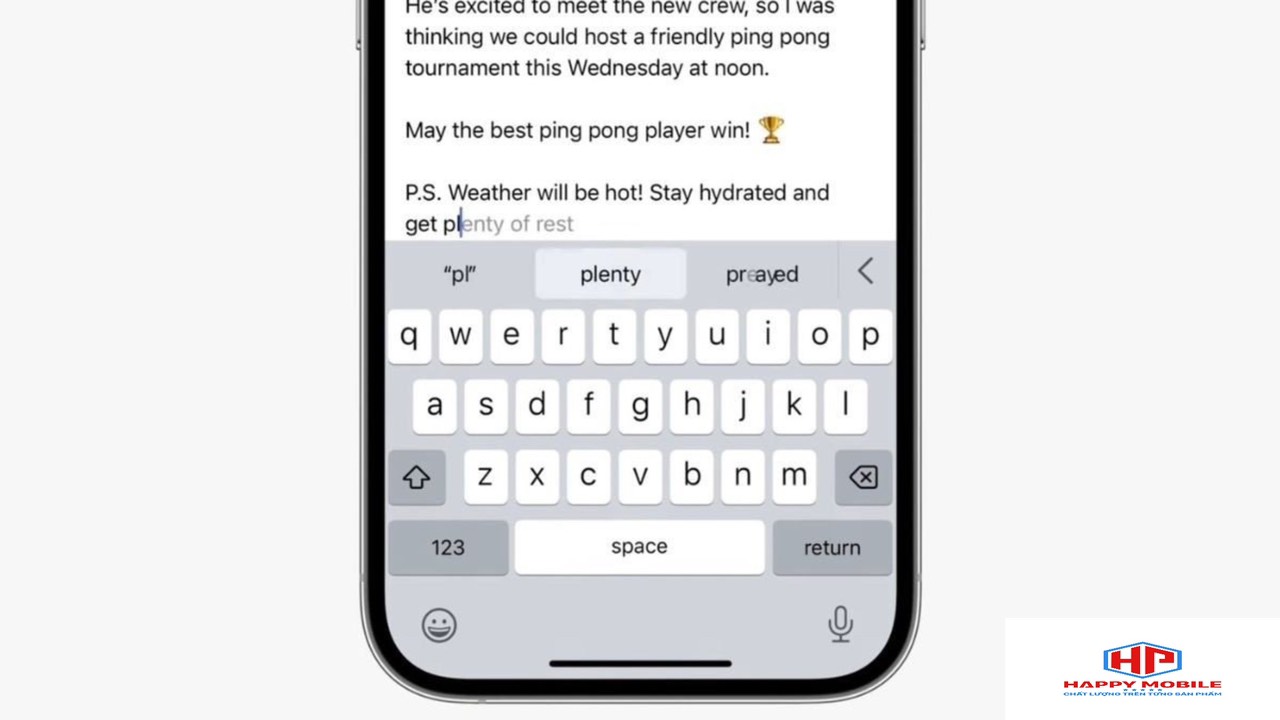 He's excited to meet the new crew, so I was
thinking we could host a friendly ping pong
tournament this Wednesday at noon.
May the best ping pong player win! 🏆
P.S. Weather will be hot! Stay hydrated and
get plenty of rest
“pl” plenty
q w e r t y u i o p
a s d f g h j k l
z x c v b n m
123 space return
HP
HAPPY MOBILE
CHẤT LƯỢNG TRÊN TỪNG SẢN PHẨM